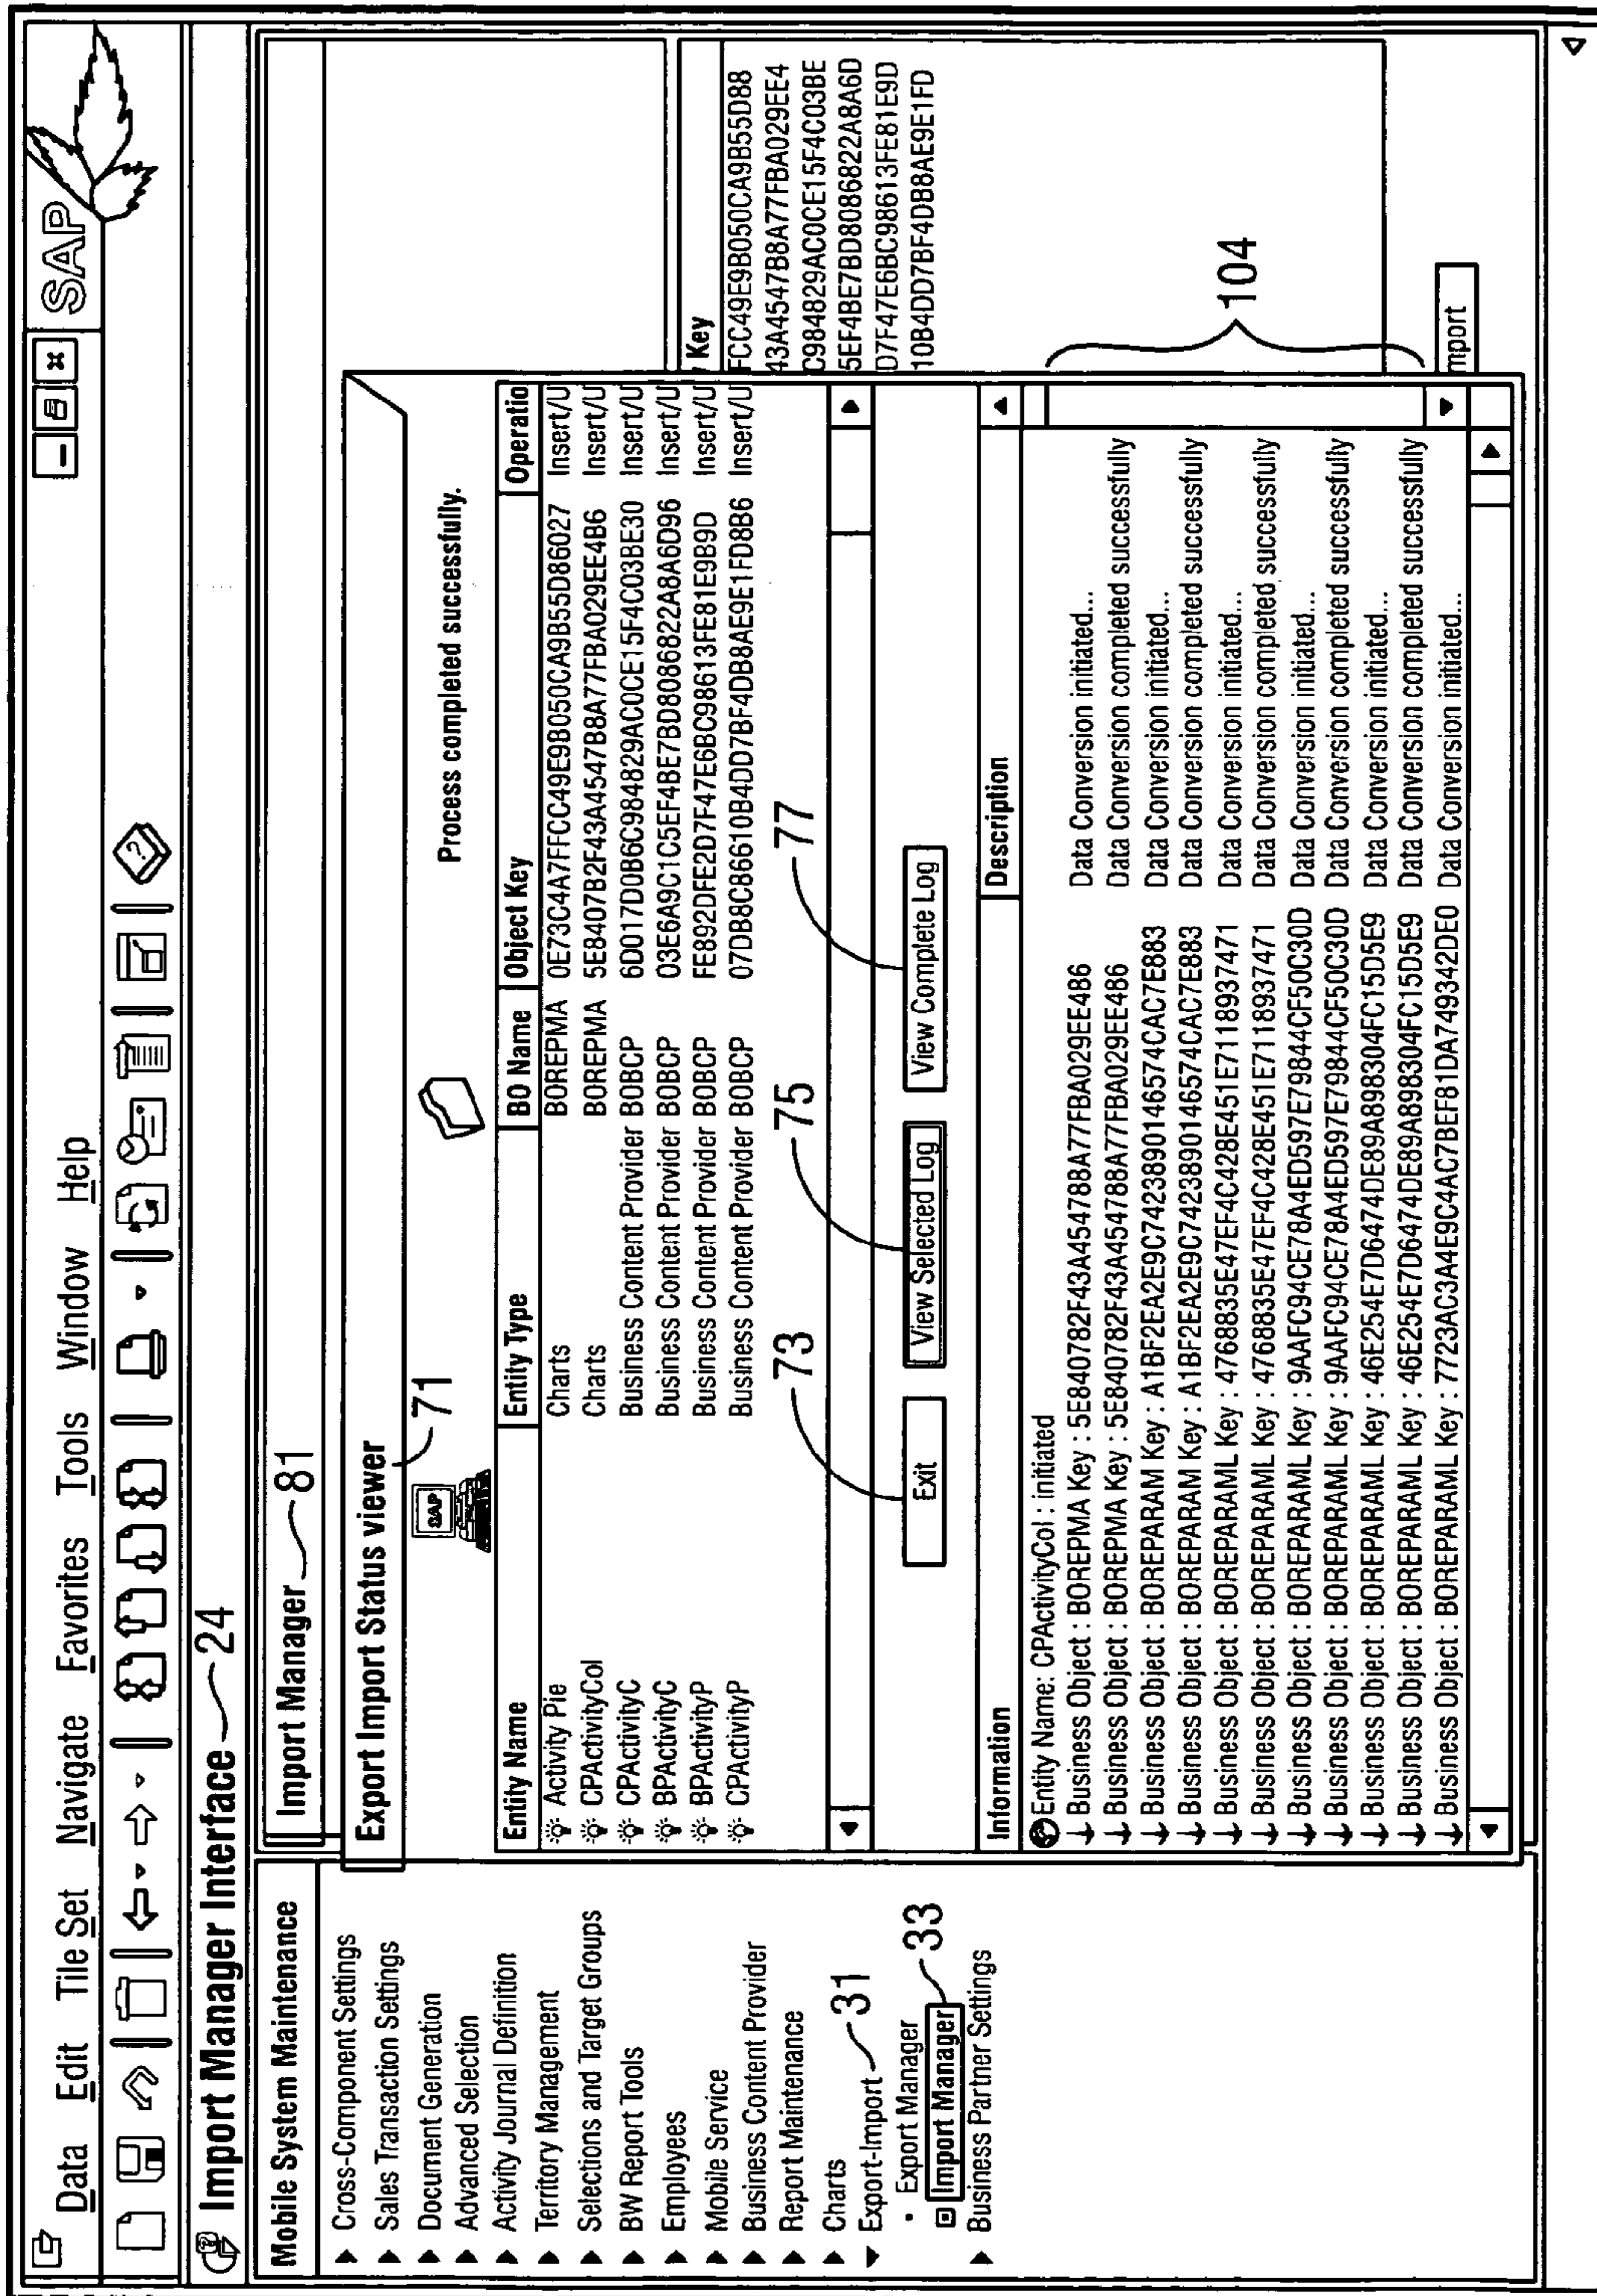 SAP
Data Edit Tile Set Navigate Favorites Tools Window Help
Import Manager Interface 24
Mobile System Maintenance
Cross-Component Settings
Sales Transaction Settings
Document Generation
Advanced Selection
Activity Journal Definition
Territory Management
Selections and Target Groups
BW Report Tools
Employees
Mobile Service
Business Content Provider
Report Maintenance
Charts
Export-Import 31
Export Manager
Import Manager 33
Business Partner Settings
Import Manager 81
Export Import Status viewer
71
SAP
Process completed successfully.
Entity Name Entity Type BO Name Object Key Operatio
Activity Pie Charts BOREPMA 0E73C4A7FFCC49E9B050CA9B55D86027 Insert/U
CPActivityCol Charts BOREPMA 5E8407B2F43A4547B8A77FBA029EE4B6 Insert/U
CPActivityC Business Content Provider BOBCP 6D017D0B6C984829AC0CE15F4C03BE30 Insert/U
BPActivityC Business Content Provider BOBCP 03E6A9C1C5EF4BE7BD8086822A8A6D96 Insert/U
BPActivityP Business Content Provider BOBCP FE892DFE2D7F47E6BC98613FE81E9B9D Insert/U
CPActivityP Business Content Provider BOBCP 07DB8C86610B4DD7BF4DB8AE9E1FD8B6 Insert/U
73 75 77
Exit View Selected Log View Complete Log
Information Description
Entity Name: CPActivityCol : initiated
Business Object : BOREPMA Key : 5E840782F43A454788A77FBA029EE486 Data Conversion initiated...
Business Object : BOREPMA Key : 5E840782F43A454788A77FBA029EE486 Data Conversion completed successfully
Business Object : BOREPARAM Key : A1BF2EA2E9C7423890146574CAC7E883 Data Conversion initiated...
Business Object : BOREPARAM Key : A1BF2EA2E9C7423890146574CAC7E883 Data Conversion completed successfully
Business Object : BOREPARAML Key : 4768835E47EF4C428E451E7118937471 Data Conversion initiated...
Business Object : BOREPARAML Key : 4768835E47EF4C428E451E7118937471 Data Conversion completed successfully
Business Object : BOREPARAML Key : 9AAFC94CE78A4ED597E79844CF50C30D Data Conversion initiated...
Business Object : BOREPARAML Key : 9AAFC94CE78A4ED597E79844CF50C30D Data Conversion completed successfully
Business Object : BOREPARAML Key : 46E254E7D6474DE89A898304FC15D5E9 Data Conversion initiated...
Business Object : BOREPARAML Key : 46E254E7D6474DE89A898304FC15D5E9 Data Conversion completed successfully
Business Object : BOREPARAML Key : 7723AC3A4E9C4AC7BEF81DA749342DE0 Data Conversion initiated...
104
Key
FCC49E9B050CA9B55D88
43A4547B8A77FBA029EE4
C984829AC0CE15F4C03BE
5EF4BE7BD8086822A8A6D
D7F47E6BC98613FE81E9D
10B4DD7BF4DB8AE9E1FD
mport